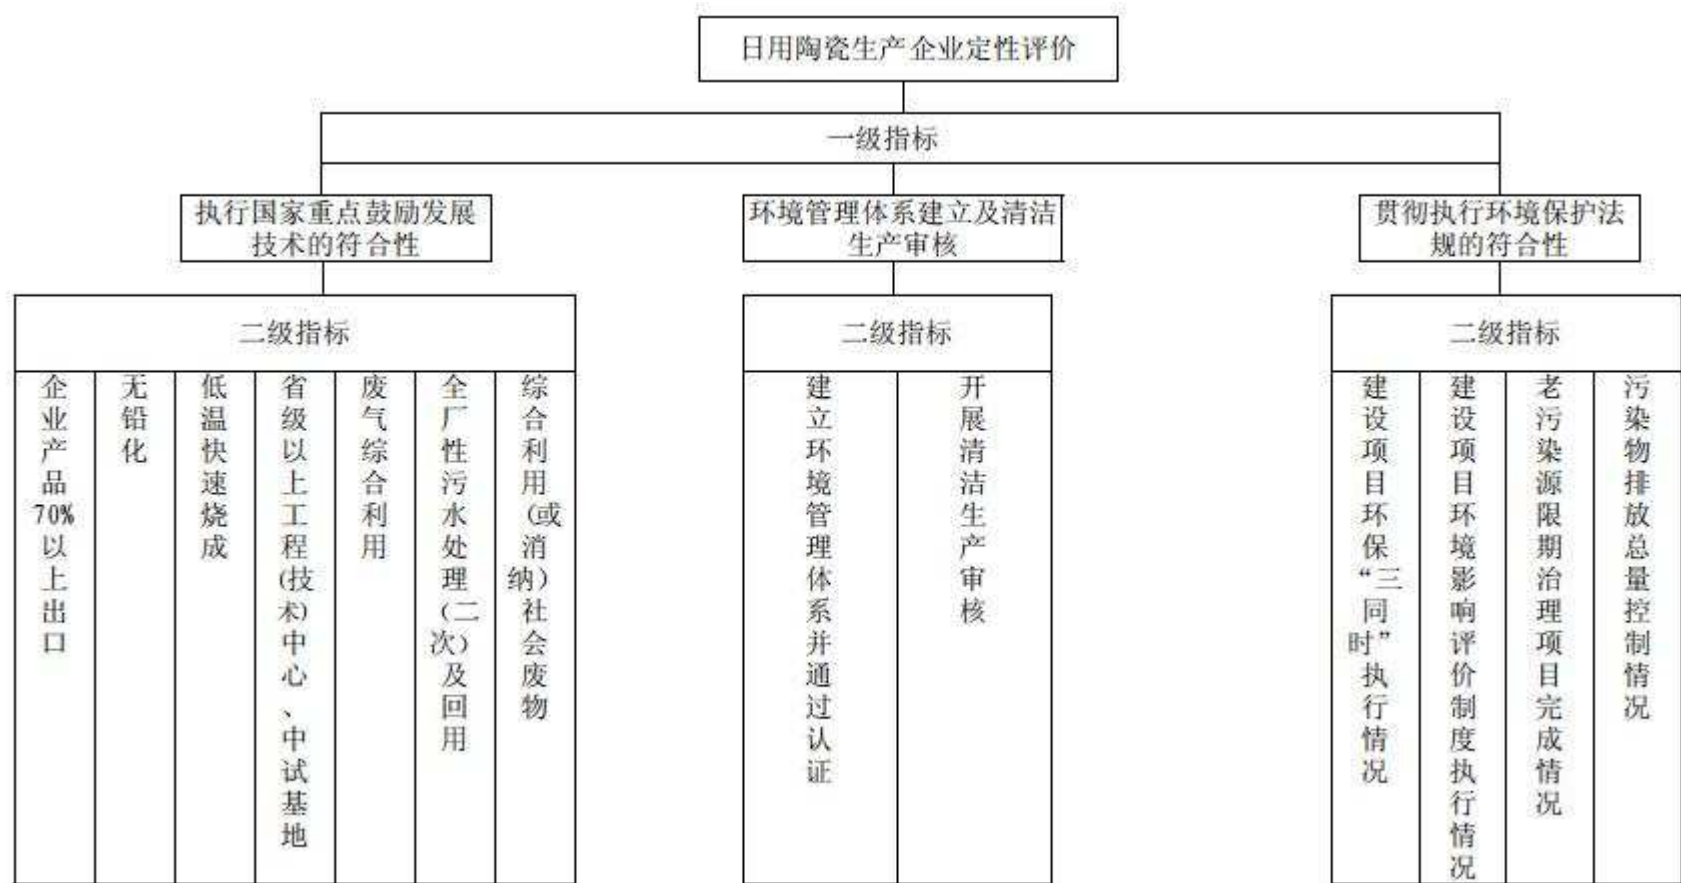 日用陶瓷生产企业定性评价
一级指标
执行国家重点鼓励发展
技术的符合性
环境管理体系建立及清洁
生产审核
贯彻执行环境保护法
规的符合性
二级指标
企业产品70%以上出口
无铅化
低温快速烧成
省级以上工程(技术)中心、中试基地
废气综合利用
全厂性污水处理(二次)及回用
综合利用(或消纳)社会废物
二级指标
建立环境管理体系并通过认证
开展清洁生产审核
二级指标
建设项目环保“三同时”执行情况
建设项目环境影响评价制度执行情况
老污染源限期治理项目完成情况
污染物排放总量控制情况